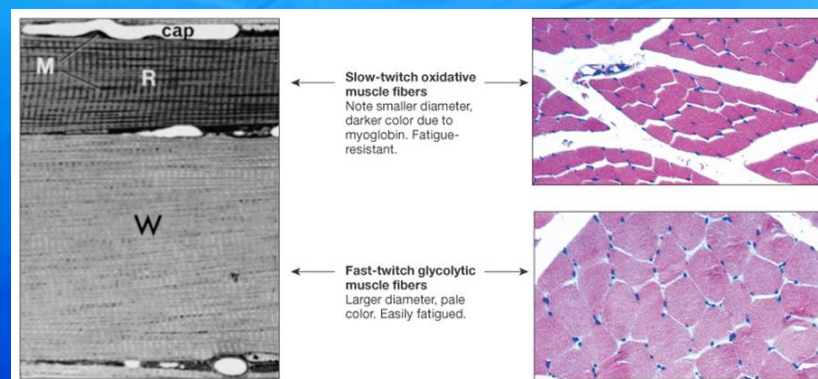 cap
M
R
W
Slow-twitch oxidative
muscle fibers
Note smaller diameter,
darker color due to
myoglobin. Fatigue-
resistant.
Fast-twitch glycolytic
muscle fibers
Larger diameter, pale
color. Easily fatigued.